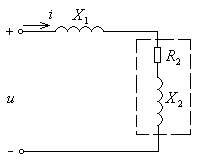 i X₁
+
R₂
u
X₂
-